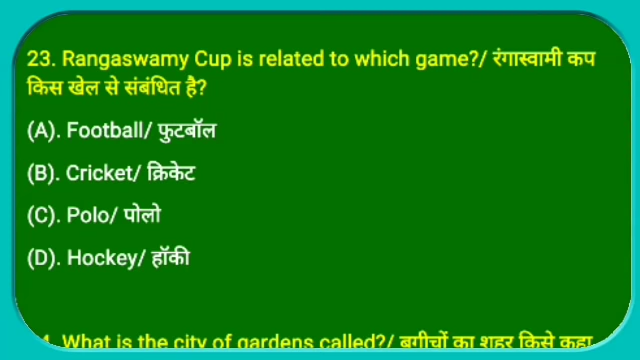 23. Rangaswamy Cup is related to which game?/ रंगास्वामी कप
किस खेल से संबंधित है?
(A). Football/ फुटबॉल
(B). Cricket/ क्रिकेट
(C). Polo/ पोलो
(D). Hockey/ हॉकी
4. What is the city of gardens called?/ बगीचों का शहर किसे कहा